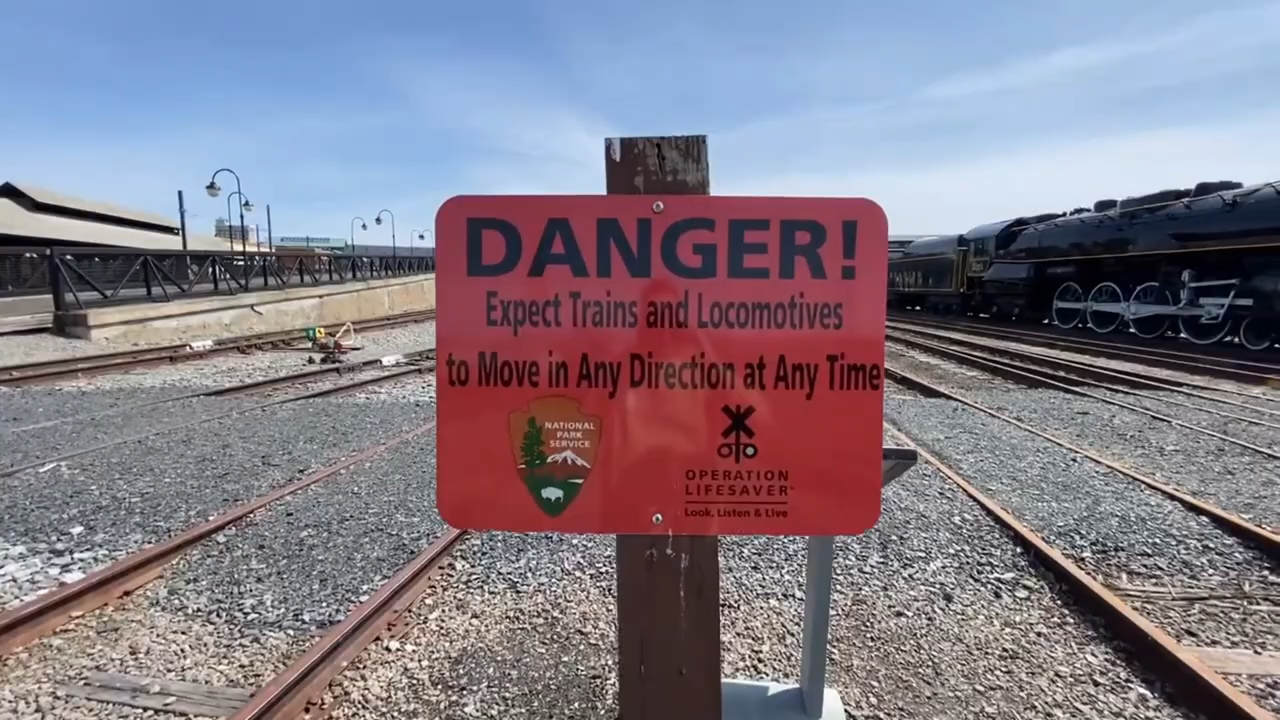 DANGER!
Expect Trains and Locomotives
to Move in Any Direction at Any Time
NATIONAL
PARK
SERVICE
OPERATION
LIFESAVER
Look, Listen & Live